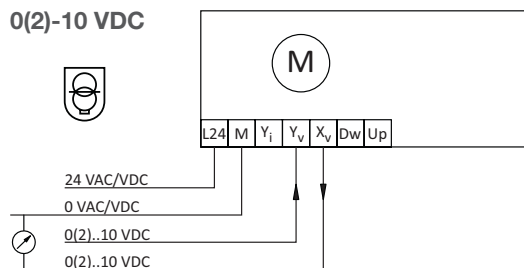 0(2)-10 VDC
M
L24 M Yi Yv Xv Dw Up
24 VAC/VDC
0 VAC/VDC
0(2)..10 VDC
0(2)..10 VDC